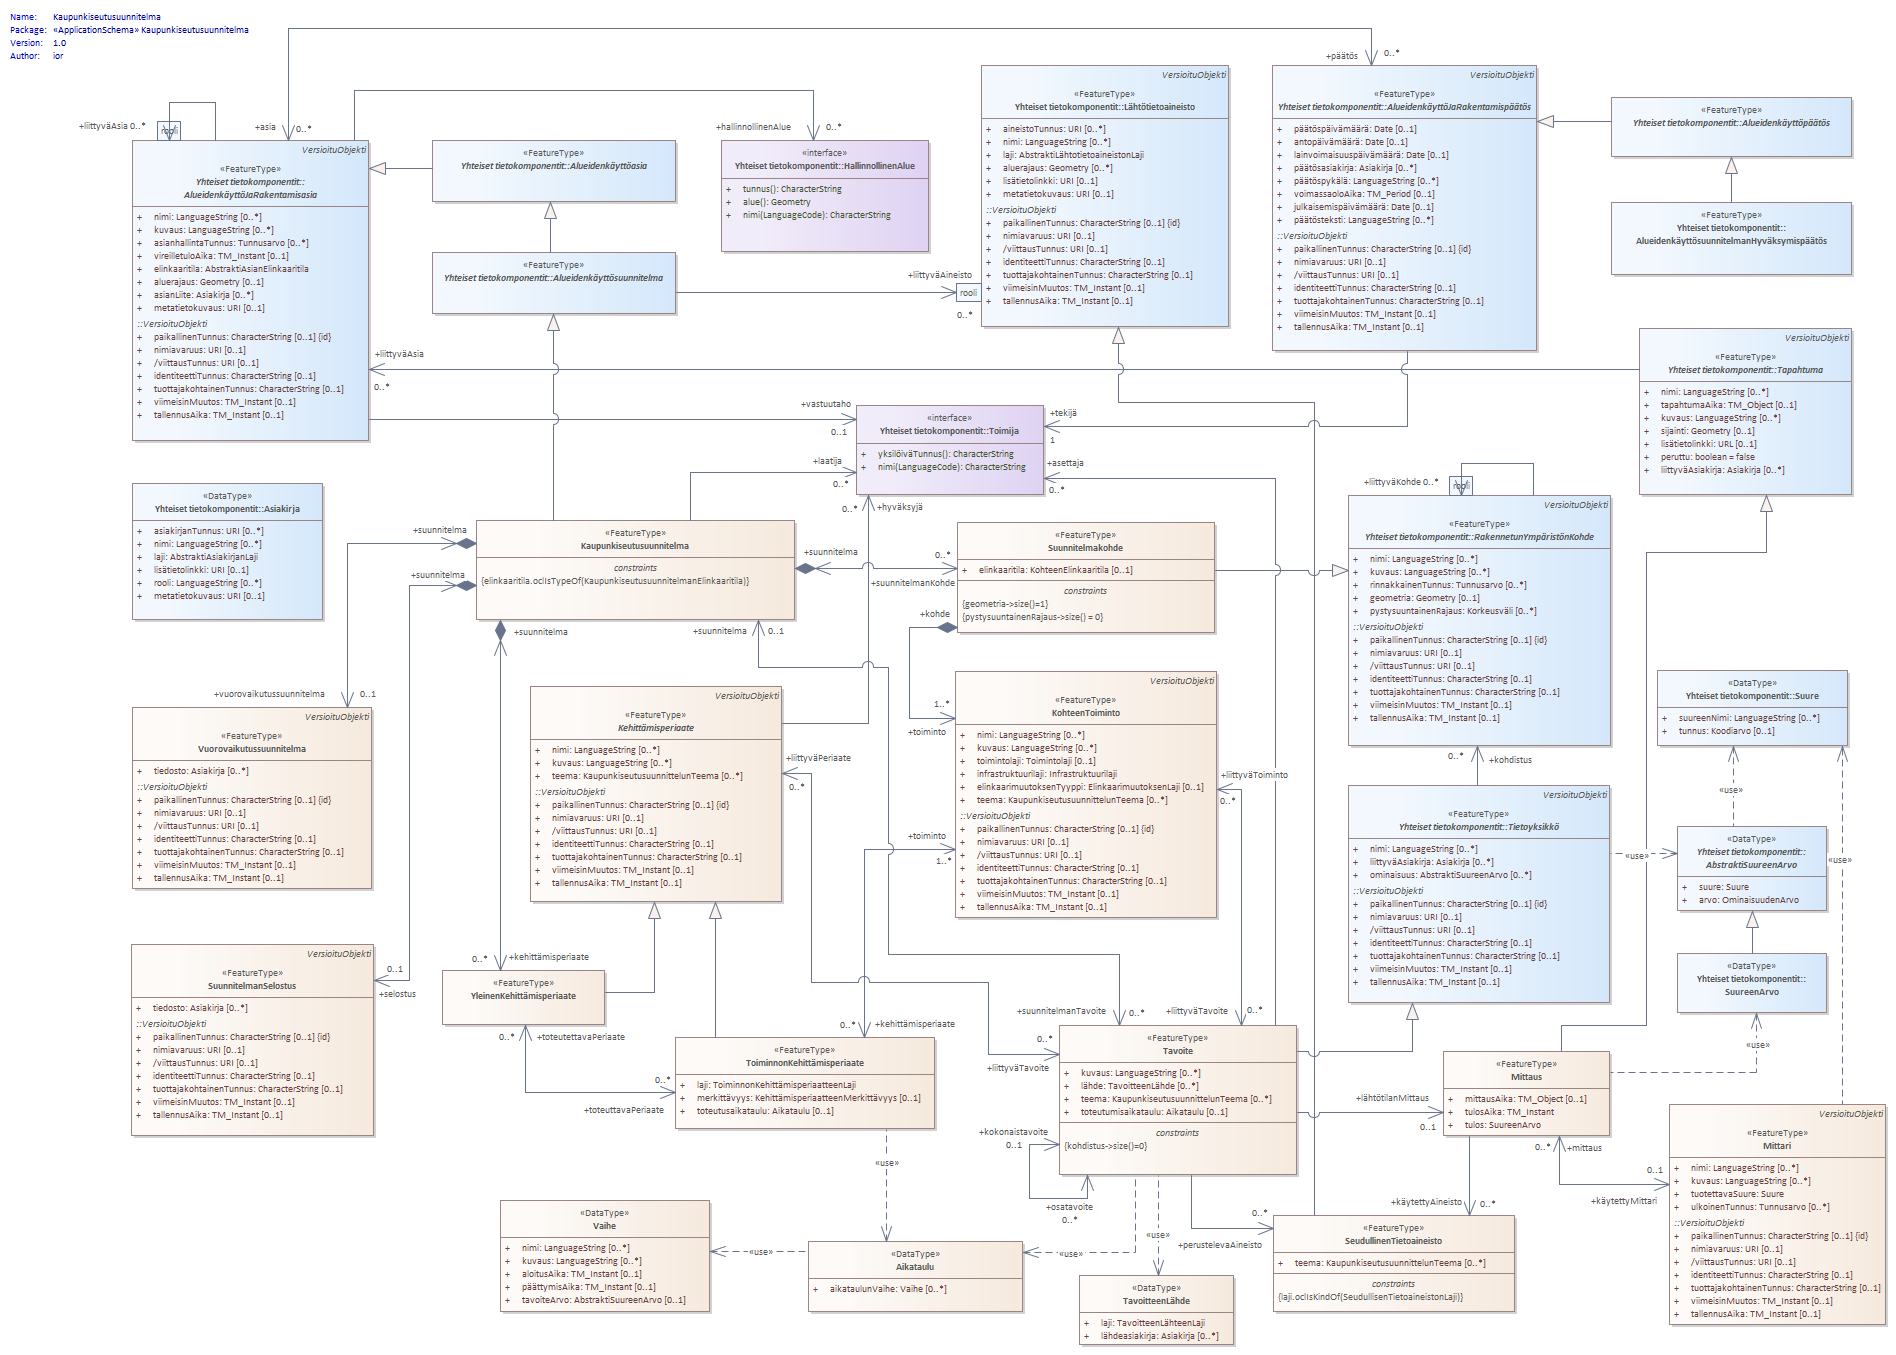 Name: Kaupunkiseutusuunnitelma
Package: «ApplicationSchema» Kaupunkiseutusuunnitelma
Version: 1.0
Author: ior
+liittyväAsia 0..*
rooli
+asia
0..*
+päätös
0..*
+hallinnollinenAlue
0..*
VersioituObjekti
«FeatureType»
Yhteiset tietokomponentit::
AlueidenkäyttöJaRakentamisasia
+ nimi: LanguageString [0..*]
+ kuvaus: LanguageString [0..*]
+ asianhallintaTunnus: Tunnusarvo [0..*]
+ vireilletuloAika: TM_Instant [0..1]
+ elinkaaritila: AbstraktiAsianElinkaaritila
+ aluerajaus: Geometry [0..1]
+ asianLiite: Asiakirja [0..*]
+ metatietokuvaus: URI [0..1]
::VersioituObjekti
+ paikallinenTunnus: CharacterString [0..1] {id}
+ nimiavaruus: URI [0..1]
+ /viittausTunnus: URI [0..1]
+ identiteettiTunnus: CharacterString [0..1]
+ tuottajakohtainenTunnus: CharacterString [0..1]
+ viimeisinMuutos: TM_Instant [0..1]
+ tallennusAika: TM_Instant [0..1]
«FeatureType»
Yhteiset tietokomponentit::Alueidenkäyttöasia
«FeatureType»
Yhteiset tietokomponentit::Alueidenkäyttösuunnitelma
«interface»
Yhteiset tietokomponentit::HallinnollinenAlue
+ tunnus(): CharacterString
+ alue(): Geometry
+ nimi(LanguageCode): CharacterString
+liittyväAineisto
rooli
0..*
VersioituObjekti
«FeatureType»
Yhteiset tietokomponentit::Lähtötietoaineisto
+ aineistoTunnus: URI [0..*]
+ nimi: LanguageString [0..*]
+ laji: AbstraktiLähtotietoaineistonLaji
+ aluerajaus: Geometry [0..*]
+ lisätietolinkki: URI [0..1]
+ metatietokuvaus: URI [0..1]
::VersioituObjekti
+ paikallinenTunnus: CharacterString [0..1] {id}
+ nimiavaruus: URI [0..1]
+ /viittausTunnus: URI [0..1]
+ identiteettiTunnus: CharacterString [0..1]
+ tuottajakohtainenTunnus: CharacterString [0..1]
+ viimeisinMuutos: TM_Instant [0..1]
+ tallennusAika: TM_Instant [0..1]
VersioituObjekti
«FeatureType»
Yhteiset tietokomponentit::AlueidenkäyttöJaRakentamispäätös
+ päätöspäivämäärä: Date [0..1]
+ antopäivämäärä: Date [0..1]
+ lainvoimaisuuspäivämäärä: Date [0..1]
+ päätösasiakirja: Asiakirja [0..*]
+ päätöspykälä: LanguageString [0..*]
+ voimassaoloAika: TM_Period [0..1]
+ julkaisemispäivämäärä: Date [0..1]
+ päätösteksti: LanguageString [0..*]
::VersioituObjekti
+ paikallinenTunnus: CharacterString [0..1] {id}
+ nimiavaruus: URI [0..1]
+ /viittausTunnus: URI [0..1]
+ identiteettiTunnus: CharacterString [0..1]
+ tuottajakohtainenTunnus: CharacterString [0..1]
+ viimeisinMuutos: TM_Instant [0..1]
+ tallennusAika: TM_Instant [0..1]
«FeatureType»
Yhteiset tietokomponentit::Alueidenkäyttöpäätös
«FeatureType»
Yhteiset tietokomponentit::
AlueidenkäyttösuunnitelmanHyväksymispäätös
VersioituObjekti
«FeatureType»
Yhteiset tietokomponentit::Tapahtuma
+ nimi: LanguageString [0..*]
+ tapahtumaAika: TM_Object [0..1]
+ kuvaus: LanguageString [0..*]
+ sijainti: Geometry [0..1]
+ lisätietolinkki: URL [0..1]
+ peruttu: boolean = false
+ liittyväAsiakirja: Asiakirja [0..*]
+liittyväAsia
0..*
+vastuutaho
0..1
«interface»
Yhteiset tietokomponentit::Toimija
+ yksilöiväTunnus(): CharacterString
+ nimi(LanguageCode): CharacterString
+tekijä
1
+laatija
0..*
+asettaja
0..*
0..* +hyväksyjä
«DataType»
Yhteiset tietokomponentit::Asiakirja
+ asiakirjanTunnus: URI [0..*]
+ nimi: LanguageString [0..*]
+ laji: AbstraktiAsiakirjanLaji
+ lisätietolinkki: URI [0..1]
+ rooli: LanguageString [0..*]
+ metatietokuvaus: URI [0..1]
+suunnitelma
+suunnitelma
«FeatureType»
Kaupunkiseutusuunnitelma
constraints
{elinkaaritila.oclIsTypeOf(KaupunkiseutusuunnitelmanElinkaaritila)}
+suunnitelma
+suunnitelma
0..1
+suunnitelma
0..*
+suunnitelmanKohde
«FeatureType»
Suunnitelmakohde
+ elinkaaritila: KohteenElinkaaritila [0..1]
constraints
{geometria->size()=1}
{pystysuuntainenRajaus->size() = 0}
+kohde
1..*
+toiminto
+liittyväKohde 0..*
rooli
VersioituObjekti
«FeatureType»
Yhteiset tietokomponentit::RakennetunYmpäristönKohde
+ nimi: LanguageString [0..*]
+ kuvaus: LanguageString [0..*]
+ rinnakkainenTunnus: Tunnusarvo [0..*]
+ geometria: Geometry [0..1]
+ pystysuuntainenRajaus: Korkeusväli [0..*]
::VersioituObjekti
+ paikallinenTunnus: CharacterString [0..1] {id}
+ nimiavaruus: URI [0..1]
+ /viittausTunnus: URI [0..1]
+ identiteettiTunnus: CharacterString [0..1]
+ tuottajakohtainenTunnus: CharacterString [0..1]
+ viimeisinMuutos: TM_Instant [0..1]
+ tallennusAika: TM_Instant [0..1]
+vuorovaikutussuunnitelma
0..1
VersioituObjekti
«FeatureType»
Vuorovaikutussuunnitelma
+ tiedosto: Asiakirja [0..*]
::VersioituObjekti
+ paikallinenTunnus: CharacterString [0..1] {id}
+ nimiavaruus: URI [0..1]
+ /viittausTunnus: URI [0..1]
+ identiteettiTunnus: CharacterString [0..1]
+ tuottajakohtainenTunnus: CharacterString [0..1]
+ viimeisinMuutos: TM_Instant [0..1]
+ tallennusAika: TM_Instant [0..1]
VersioituObjekti
«FeatureType»
Kehittämisperiaate
+ nimi: LanguageString [0..*]
+ kuvaus: LanguageString [0..*]
+ teema: KaupunkiseutusuunnittelunTeema [0..*]
::VersioituObjekti
+ paikallinenTunnus: CharacterString [0..1] {id}
+ nimiavaruus: URI [0..1]
+ /viittausTunnus: URI [0..1]
+ identiteettiTunnus: CharacterString [0..1]
+ tuottajakohtainenTunnus: CharacterString [0..1]
+ viimeisinMuutos: TM_Instant [0..1]
+ tallennusAika: TM_Instant [0..1]
+liittyväPeriaate
0..*
+toiminto
1..*
VersioituObjekti
«FeatureType»
KohteenToiminto
+ nimi: LanguageString [0..*]
+ kuvaus: LanguageString [0..*]
+ toimintolaji: Toimintolaji [0..1]
+ infrastruktuurilaji: Infrastruktuurilaji
+ elinkaarimuutoksenTyyppi: ElinkaarimuutoksenLaji [0..1]
+ teema: KaupunkiseutusuunnittelunTeema [0..*]
::VersioituObjekti
+ paikallinenTunnus: CharacterString [0..1] {id}
+ nimiavaruus: URI [0..1]
+ /viittausTunnus: URI [0..1]
+ identiteettiTunnus: CharacterString [0..1]
+ tuottajakohtainenTunnus: CharacterString [0..1]
+ viimeisinMuutos: TM_Instant [0..1]
+ tallennusAika: TM_Instant [0..1]
+liittyväToiminto
0..*
0..*
+kohdistus
VersioituObjekti
«FeatureType»
Yhteiset tietokomponentit::Tietoyksikkö
+ nimi: LanguageString [0..*]
+ liittyväAsiakirja: Asiakirja [0..*]
+ ominaisuus: AbstraktiSuureenArvo [0..*]
::VersioituObjekti
+ paikallinenTunnus: CharacterString [0..1] {id}
+ nimiavaruus: URI [0..1]
+ /viittausTunnus: URI [0..1]
+ identiteettiTunnus: CharacterString [0..1]
+ tuottajakohtainenTunnus: CharacterString [0..1]
+ viimeisinMuutos: TM_Instant [0..1]
+ tallennusAika: TM_Instant [0..1]
«DataType»
Yhteiset tietokomponentit::Suure
+ suureenNimi: LanguageString [0..*]
+ tunnus: Koodiarvo [0..1]
«use»
«use»
«use»
«DataType»
Yhteiset tietokomponentit::
AbstraktiSuureenArvo
+ suure: Suure
+ arvo: OminaisuudenArvo
«DataType»
Yhteiset tietokomponentit::
SuureenArvo
«use»
VersioituObjekti
«FeatureType»
SuunnitelmanSelostus
+ tiedosto: Asiakirja [0..*]
::VersioituObjekti
+ paikallinenTunnus: CharacterString [0..1] {id}
+ nimiavaruus: URI [0..1]
+ /viittausTunnus: URI [0..1]
+ identiteettiTunnus: CharacterString [0..1]
+ tuottajakohtainenTunnus: CharacterString [0..1]
+ viimeisinMuutos: TM_Instant [0..1]
+ tallennusAika: TM_Instant [0..1]
0..1
+selostus
0..* +kehittämisperiaate
«FeatureType»
YleinenKehittämisperiaate
0..* +toteutettavaPeriaate
0..*
+toteuttavaPeriaate
0..* +kehittämisperiaate
«FeatureType»
ToiminnonKehittämisperiaate
+ laji: ToiminnonKehittämisperiaatteenLaji
+ merkittävyys: KehittämisperiaatteenMerkittävyys [0..1]
+ toteutusaikataulu: Aikataulu [0..1]
«use»
+suunnitelmanTavoite 0..*
+liittyväTavoite 0..*
0..*
+liittyväTavoite
«FeatureType»
Tavoite
+ kuvaus: LanguageString [0..*]
+ lähde: TavoitteenLähde [0..*]
+ teema: KaupunkiseutusuunnittelunTeema [0..*]
+ toteutumisaikataulu: Aikataulu [0..1]
constraints
{kohdistus->size()=0}
+kokonaistavoite
0..1
+osatavoite
0..*
+lähtötilanMittaus
0..1
«FeatureType»
Mittaus
+ mittausAika: TM_Object [0..1]
+ tulosAika: TM_Instant
+ tulos: SuureenArvo
0..* +mittaus
0..1
+käytettyMittari
+käytettyAineisto 0..*
VersioituObjekti
«FeatureType»
Mittari
+ nimi: LanguageString [0..*]
+ kuvaus: LanguageString [0..*]
+ tuotettavaSuure: Suure
+ ulkoinenTunnus: Tunnusarvo [0..*]
::VersioituObjekti
+ paikallinenTunnus: CharacterString [0..1] {id}
+ nimiavaruus: URI [0..1]
+ /viittausTunnus: URI [0..1]
+ identiteettiTunnus: CharacterString [0..1]
+ tuottajakohtainenTunnus: CharacterString [0..1]
+ viimeisinMuutos: TM_Instant [0..1]
+ tallennusAika: TM_Instant [0..1]
«DataType»
Vaihe
+ nimi: LanguageString [0..*]
+ kuvaus: LanguageString [0..*]
+ aloitusAika: TM_Instant [0..1]
+ päättymisAika: TM_Instant [0..1]
+ tavoiteArvo: AbstraktiSuureenArvo [0..1]
«use»
«DataType»
Aikataulu
+ aikataulunVaihe: Vaihe [0..*]
«use»
«use»
«DataType»
TavoitteenLähde
+ laji: TavoitteenLähteenLaji
+ lähdeasiakirja: Asiakirja [0..*]
0..*
+perustelevaAineisto
«FeatureType»
SeudullinenTietoaineisto
+ teema: KaupunkiseutusuunnittelunTeema [0..*]
constraints
{laji.oclIsKindOf(SeudullisenTietoaineistonLaji)}